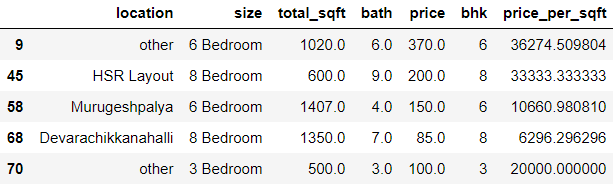 location size total_sqft bath price bhk price_per_sqft
9 other 6 Bedroom 1020.0 6.0 370.0 6 36274.509804
45 HSR Layout 8 Bedroom 600.0 9.0 200.0 8 33333.333333
58 Murugeshpalya 6 Bedroom 1407.0 4.0 150.0 6 10660.980810
68 Devarachikkanahalli 8 Bedroom 1350.0 7.0 85.0 8 6296.296296
70 other 3 Bedroom 500.0 3.0 100.0 3 20000.000000